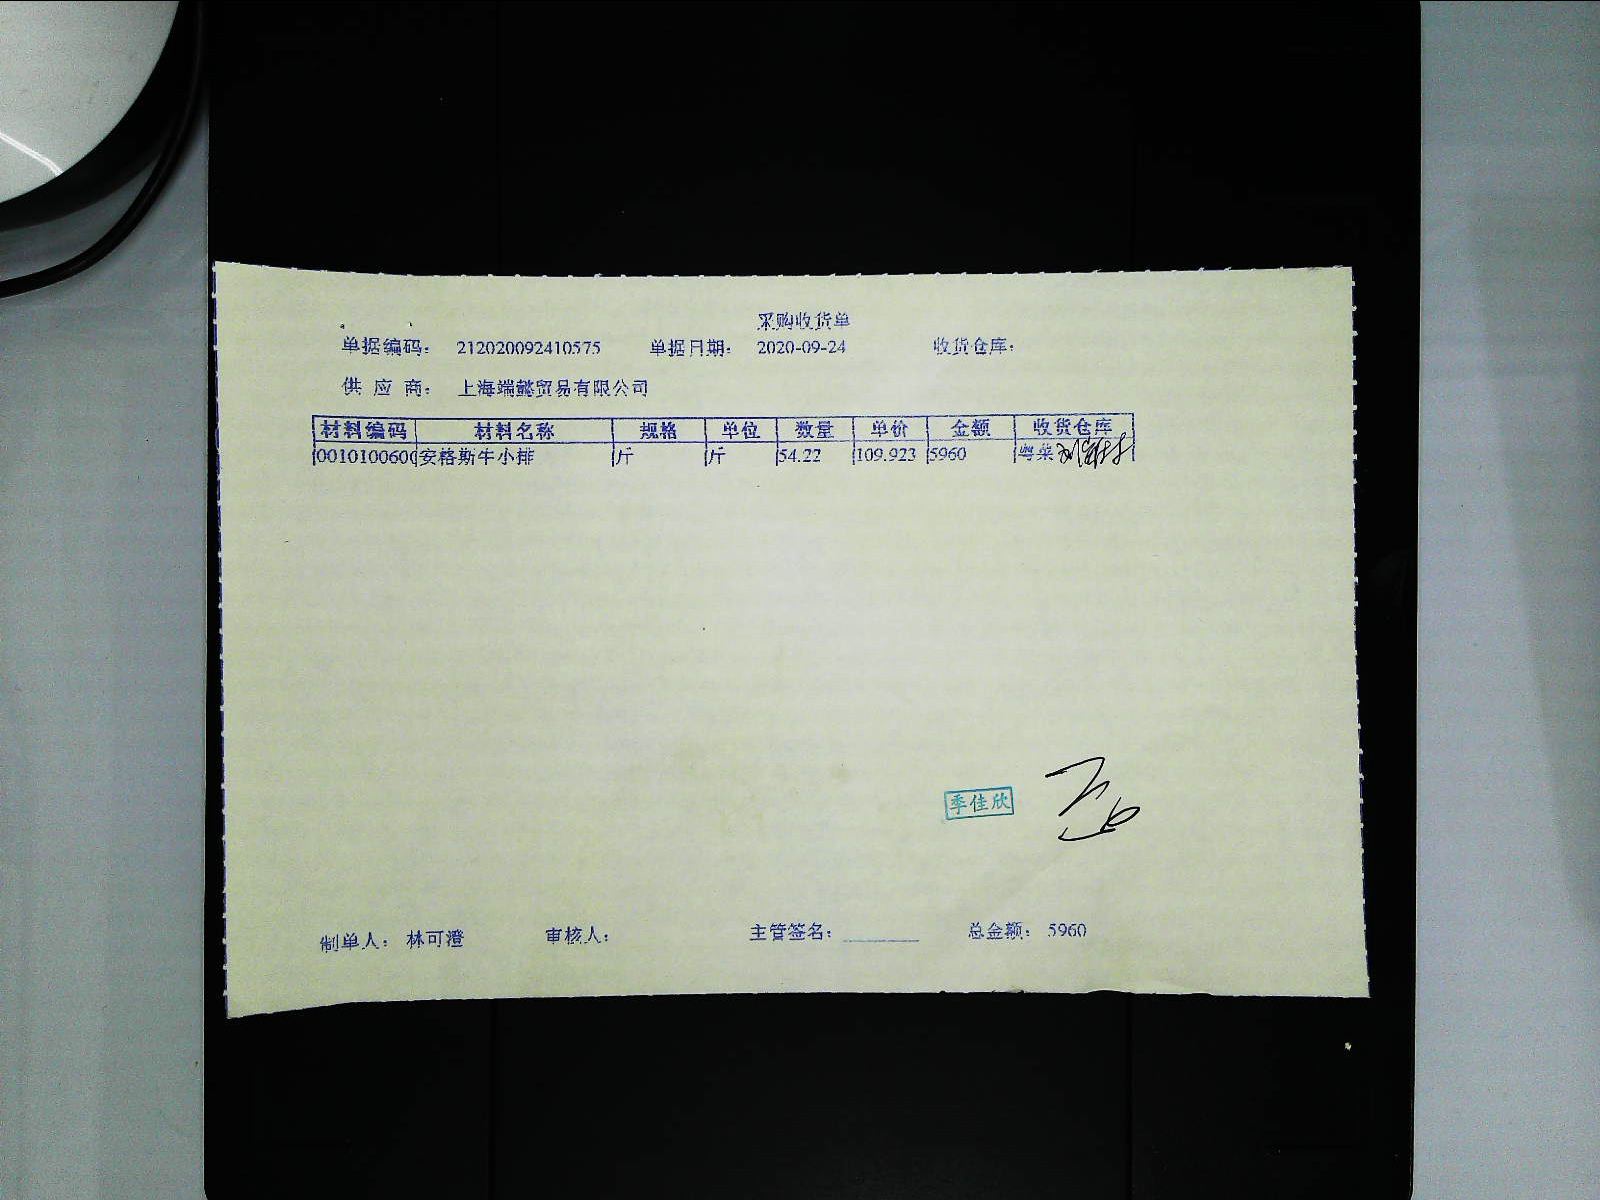 采购收货单
单据编码： 212020092410575 单据日期： 2020-09-24 收货仓库：
供 应 商： 上海端懿贸易有限公司
材料编码 材料名称 规格 单位 数量 单价 金额 收货仓库
0010100600 安格斯牛小排 斤 斤 54.22 109.923 5960 粤菜
季佳欣
制单人： 林可澄 审核人： 主管签名： 总金额： 5960